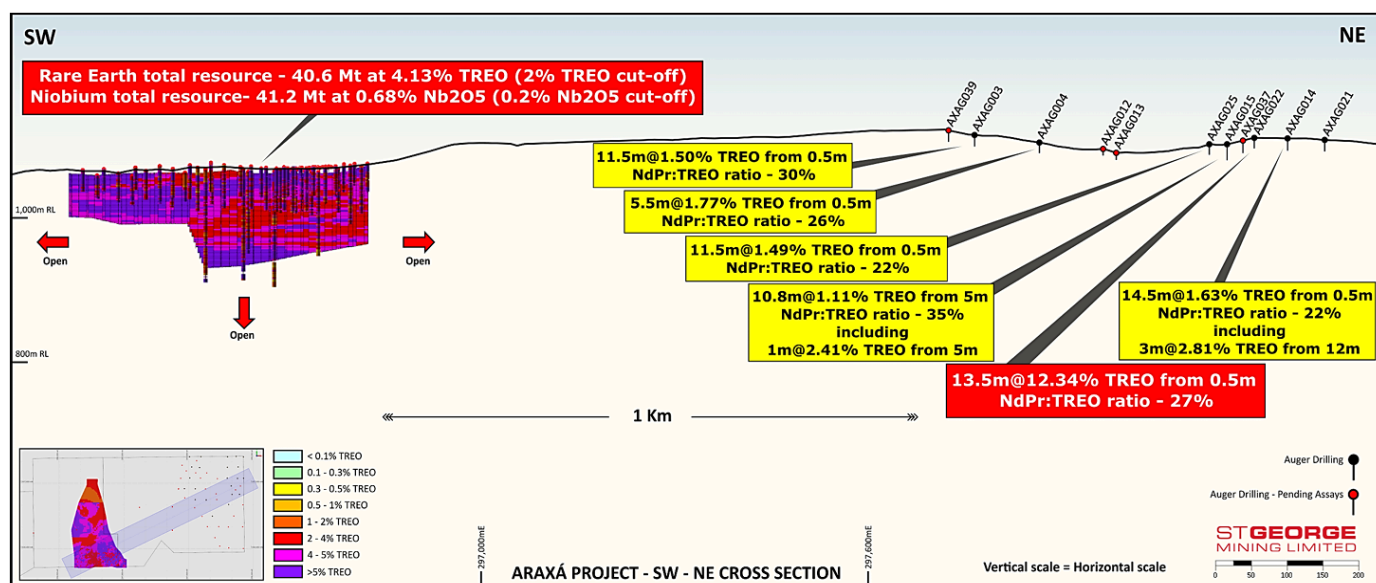 SW
NE
Rare Earth total resource - 40.6 Mt at 4.13% TREO (2% TREO cut-off)
Niobium total resource- 41.2 Mt at 0.68% Nb2O5 (0.2% Nb2O5 cut-off)
AXAG039
AXAG003
AXAG004
AXAG012
AXAG013
AXAG025
AXAG015
AXAG037
AXAG022
AXAG014
AXAG021
11.5m@1.50% TREO from 0.5m
NdPr:TREO ratio - 30%
5.5m@1.77% TREO from 0.5m
NdPr:TREO ratio - 26%
11.5m@1.49% TREO from 0.5m
NdPr:TREO ratio - 22%
10.8m@1.11% TREO from 5m
NdPr:TREO ratio - 35%
including
1m@2.41% TREO from 5m
14.5m@1.63% TREO from 0.5m
NdPr:TREO ratio - 22%
including
3m@2.81% TREO from 12m
13.5m@12.34% TREO from 0.5m
NdPr:TREO ratio - 27%
1,000m RL
800m RL
Open
Open
Open
1 Km
< 0.1% TREO
0.1 - 0.3% TREO
0.3 - 0.5% TREO
0.5 - 1% TREO
1 - 2% TREO
2 - 4% TREO
4 - 5% TREO
>5% TREO
297,000mE
297,600mE
ARAXÁ PROJECT - SW - NE CROSS SECTION
Vertical scale = Horizontal scale
Auger Drilling
Auger Drilling - Pending Assays
ST GEORGE
MINING LIMITED
0 50 100 150 200